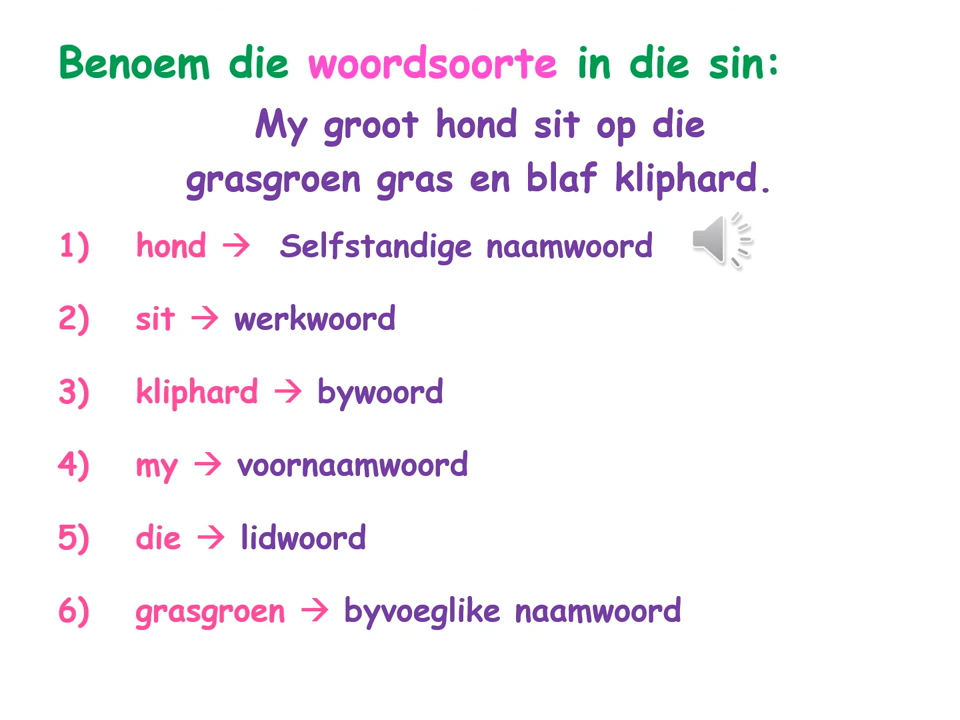 Benoem die woordsoorte in die sin:
My groot hond sit op die
grasgroen gras en blaf kliphard.
1) hond → Selfstandige naamwoord
2) sit → werkwoord
3) kliphard → bywoord
4) my → voornaamwoord
5) die → lidwoord
6) grasgroen → byvoeglike naamwoord